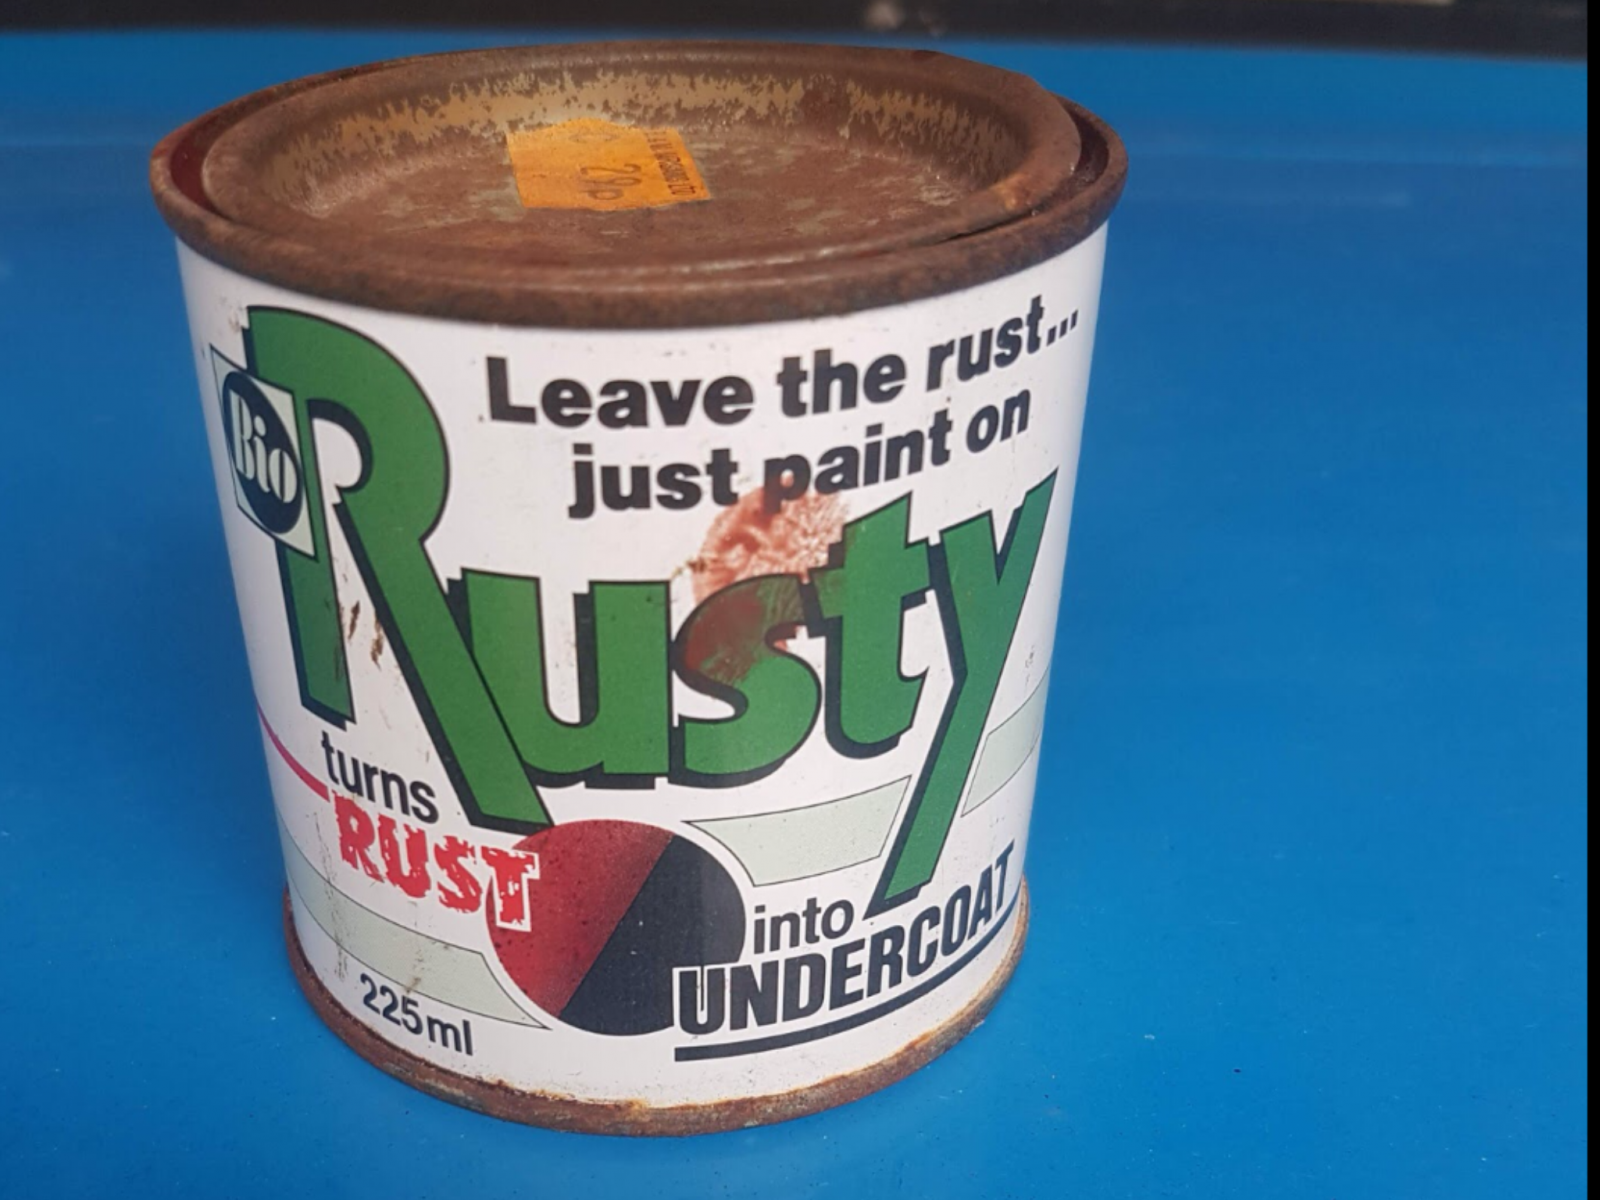 Leave the rust...
just paint on
Bio
Rusty
turns
RUST
into
UNDERCOAT
225ml